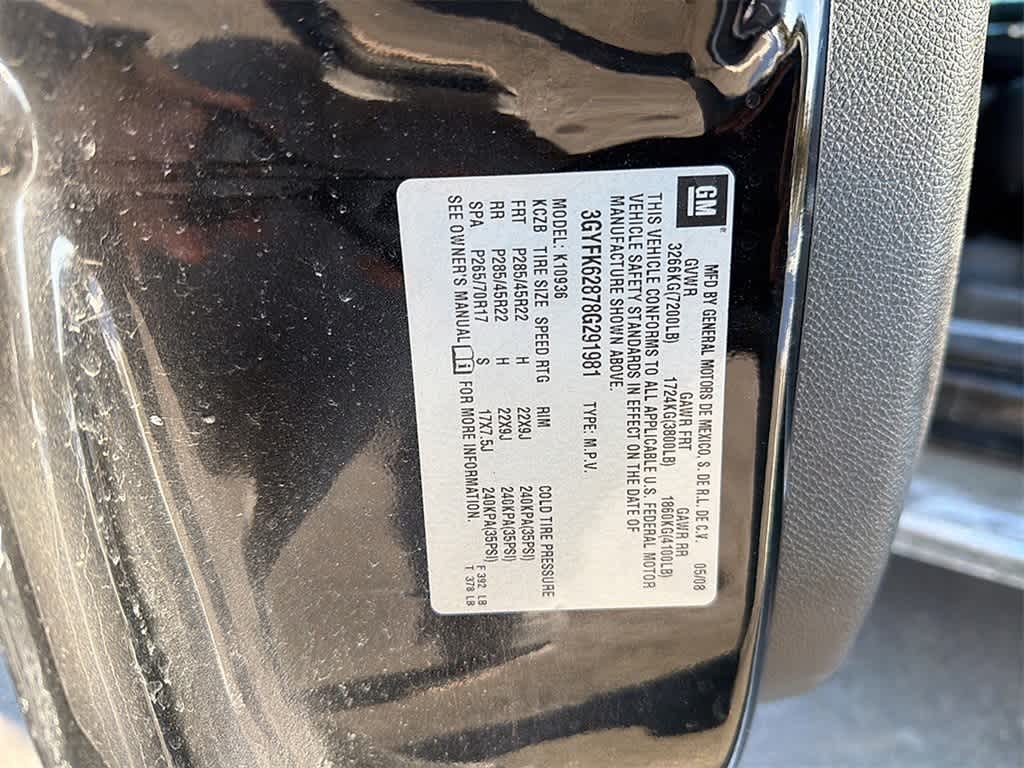 GM
MFD BY GENERAL MOTORS DE MEXICO, S. DE R.L. DE C.V. 05/08
GVWR GAWR FRT GAWR RR
3266KG(7200LB) 1724KG(3800LB) 1860KG(4100LB)
THIS VEHICLE CONFORMS TO ALL APPLICABLE U.S. FEDERAL MOTOR
VEHICLE SAFETY STANDARDS IN EFFECT ON THE DATE OF
MANUFACTURE SHOWN ABOVE.
3GYFK62878G291981 TYPE: M.P.V.
MODEL: K10936
KCZB TIRE SIZE SPEED RTG RIM COLD TIRE PRESSURE
FRT P285/45R22 H 22X9J 240KPA(35PSI)
RR P285/45R22 H 22X9J 240KPA(35PSI)
SPA P265/70R17 S 17X7.5J 240KPA(35PSI)
SEE OWNER'S MANUAL FOR MORE INFORMATION.
F 392 LB
T 378 LB